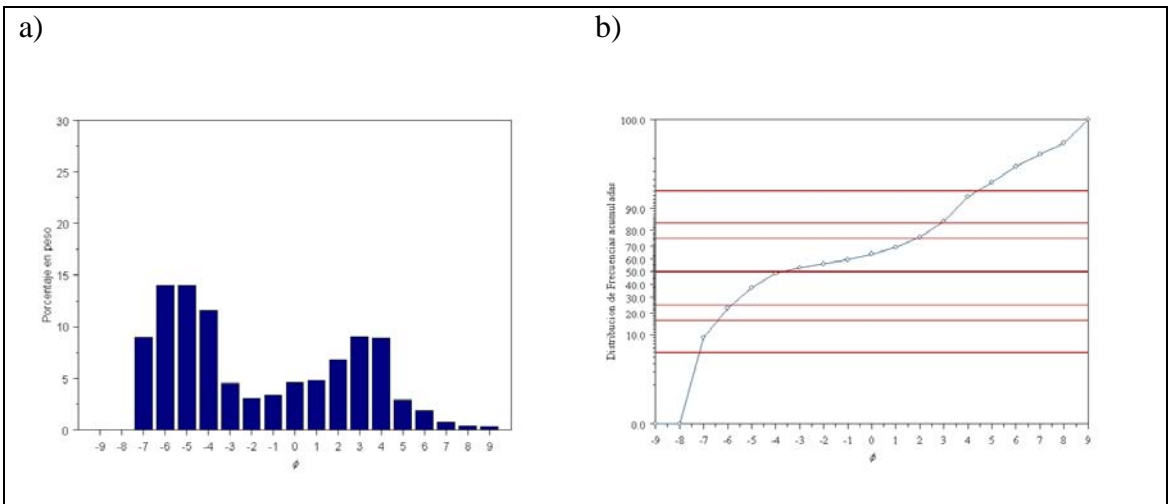 a)
b)
Porcentaje en peso
30
25
20
15
10
5
0
-9 -8 -7 -6 -5 -4 -3 -2 -1 0 1 2 3 4 5 6 7 8 9
ϕ
Distribucion de Frecuencias acumuladas
100.0
90.0
80.0
70.0
60.0
50.0
40.0
30.0
20.0
10.0
0.0
-9 -8 -7 -6 -5 -4 -3 -2 -1 0 1 2 3 4 5 6 7 8 9
ϕ